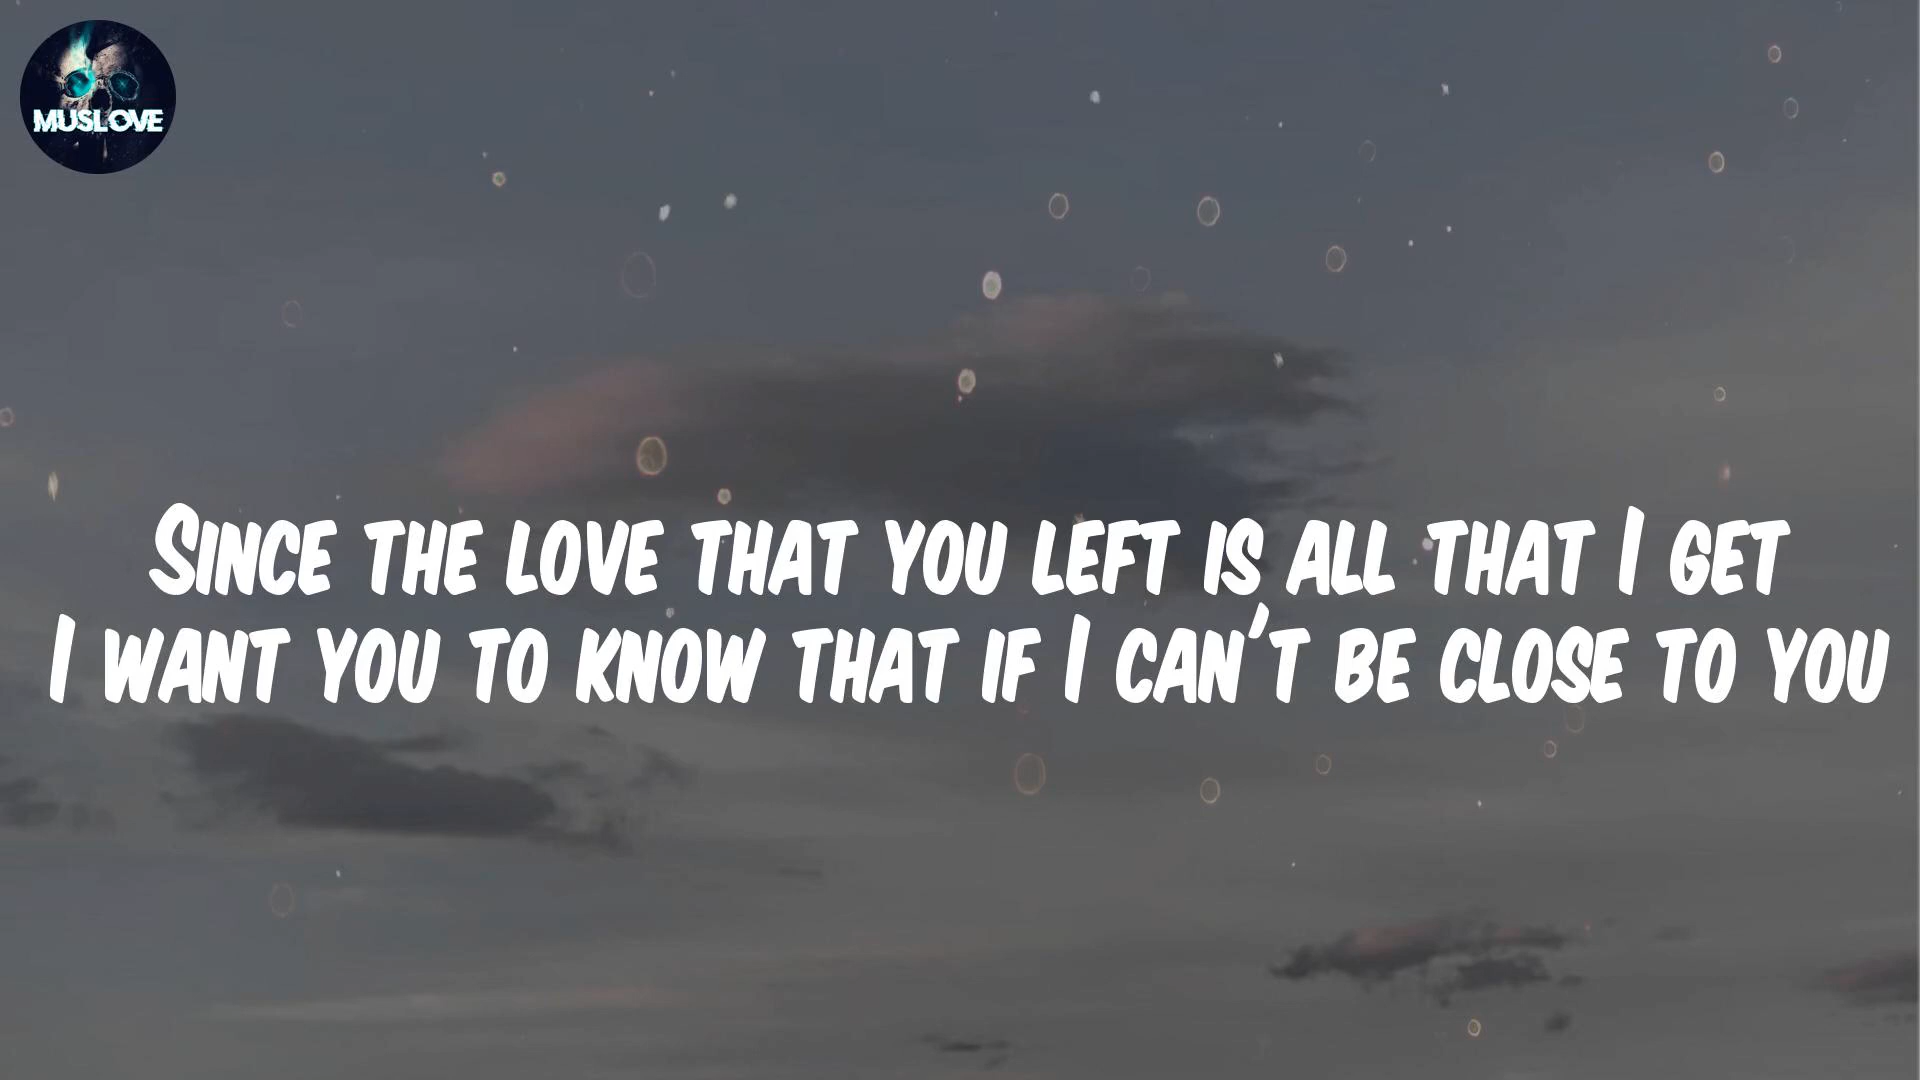 MUSLOVE
Since the love that you left is all that I get
I want you to know that if I can't be close to you